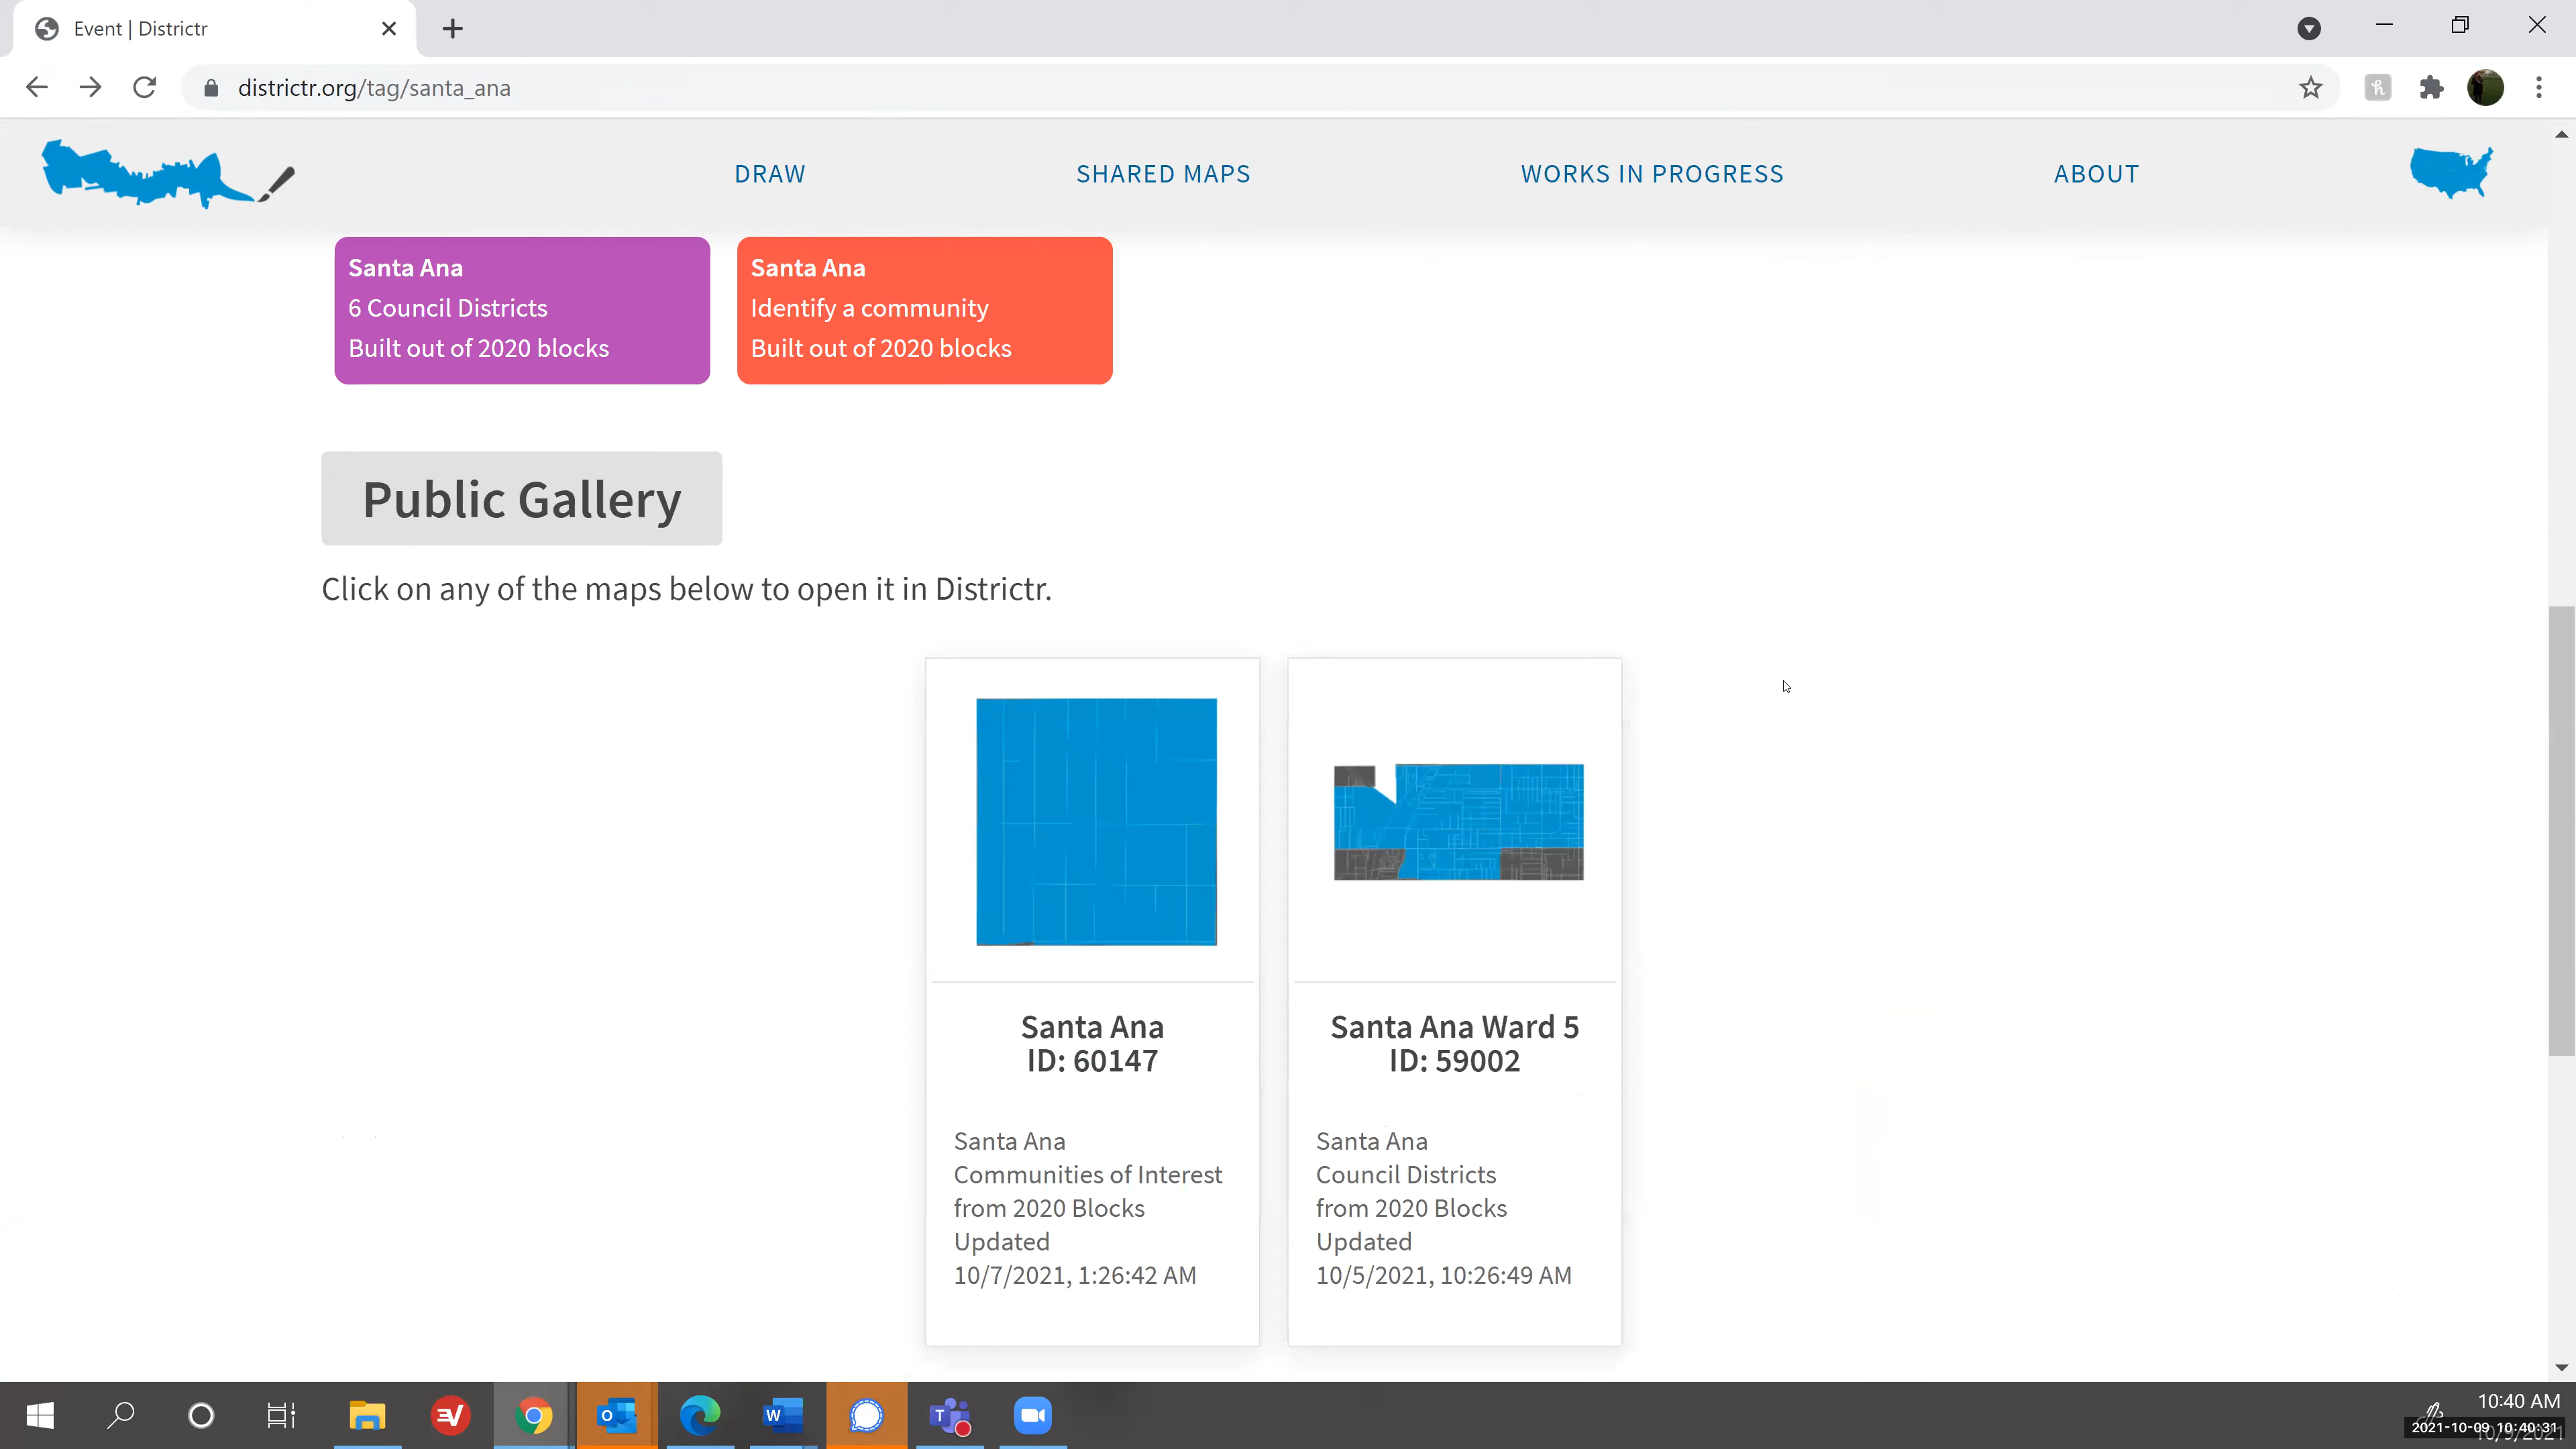 Event | Districtr
districtr.org/tag/santa_ana
DRAW
SHARED MAPS
WORKS IN PROGRESS
ABOUT
Santa Ana
6 Council Districts
Built out of 2020 blocks
Santa Ana
Identify a community
Built out of 2020 blocks
Public Gallery
Click on any of the maps below to open it in Districtr.
Santa Ana
ID: 60147
Santa Ana
Communities of Interest
from 2020 Blocks
Updated
10/7/2021, 1:26:42 AM
Santa Ana Ward 5
ID: 59002
Santa Ana
Council Districts
from 2020 Blocks
Updated
10/5/2021, 10:26:49 AM
10:40 AM
2021-10-09 10:40:31